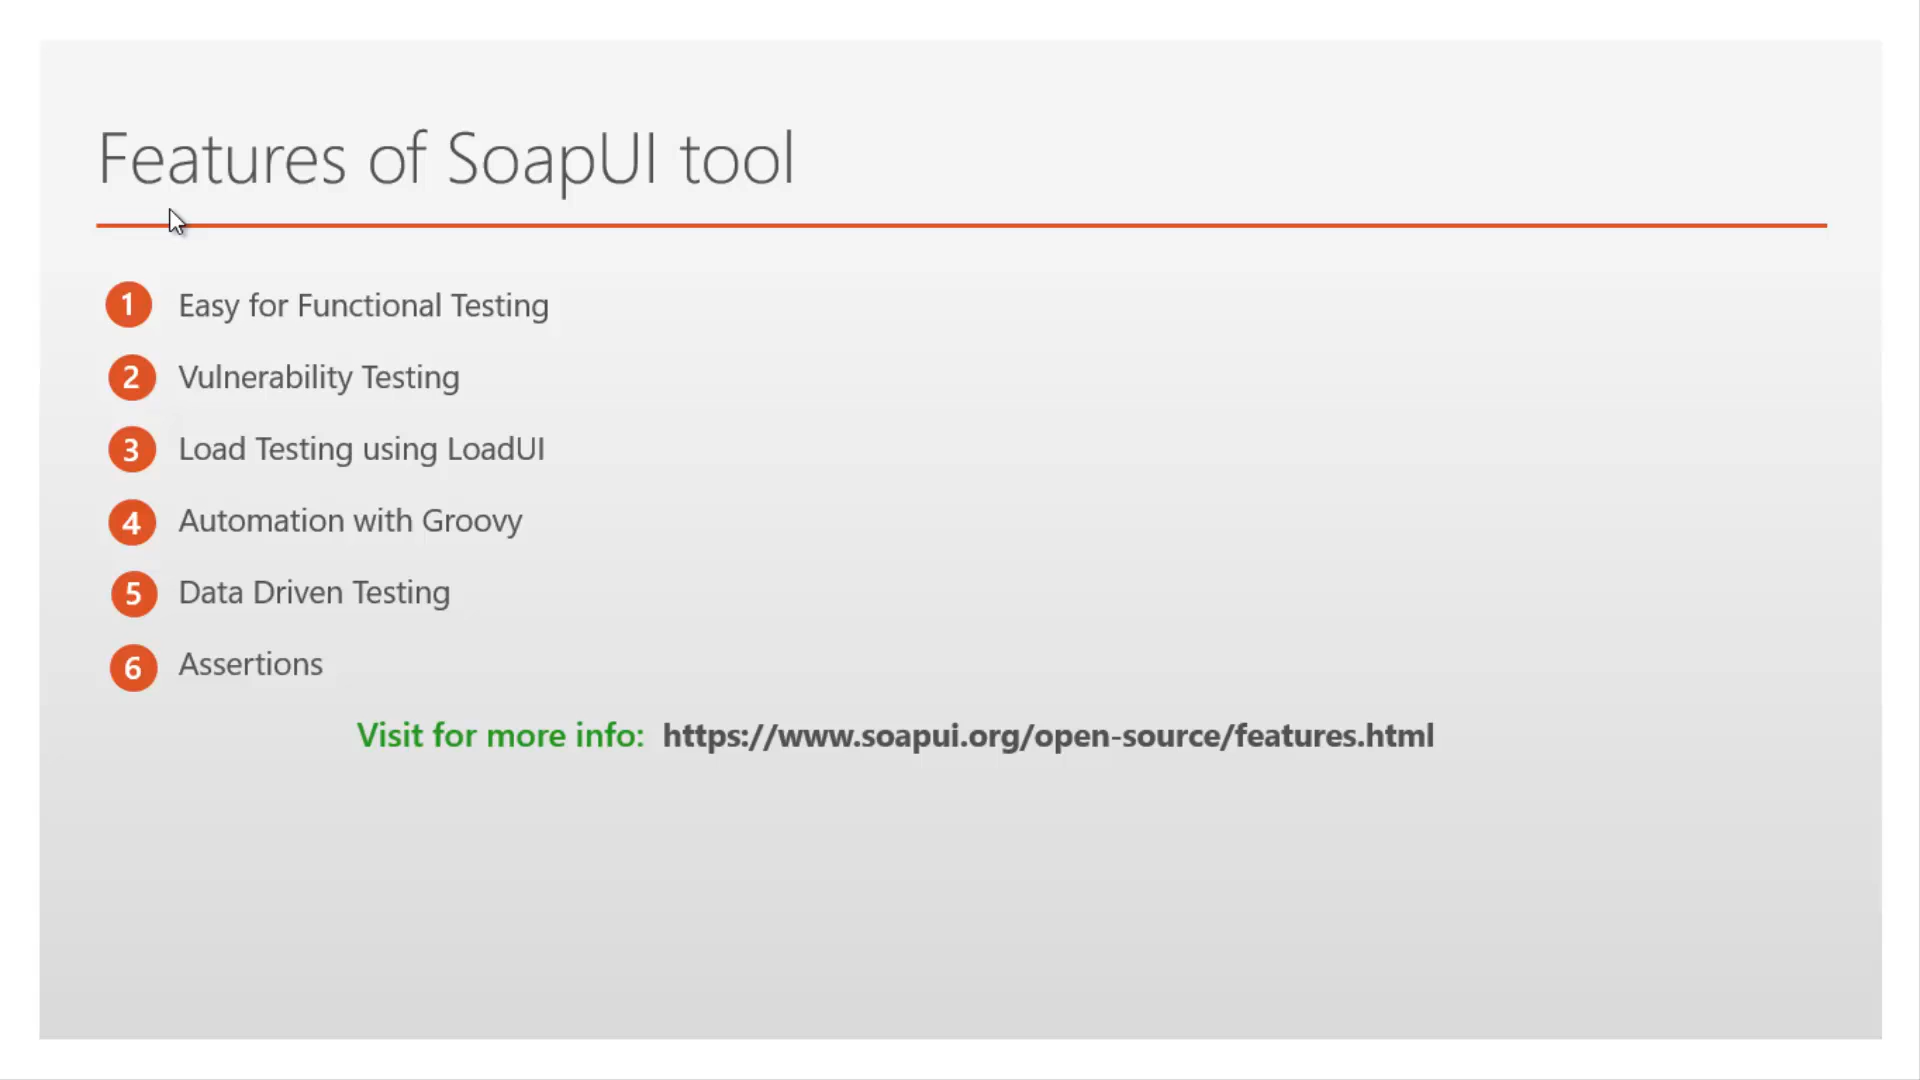 Features of SoapUI tool
1 Easy for Functional Testing
2 Vulnerability Testing
3 Load Testing using LoadUI
4 Automation with Groovy
5 Data Driven Testing
6 Assertions
Visit for more info: https://www.soapui.org/open-source/features.html